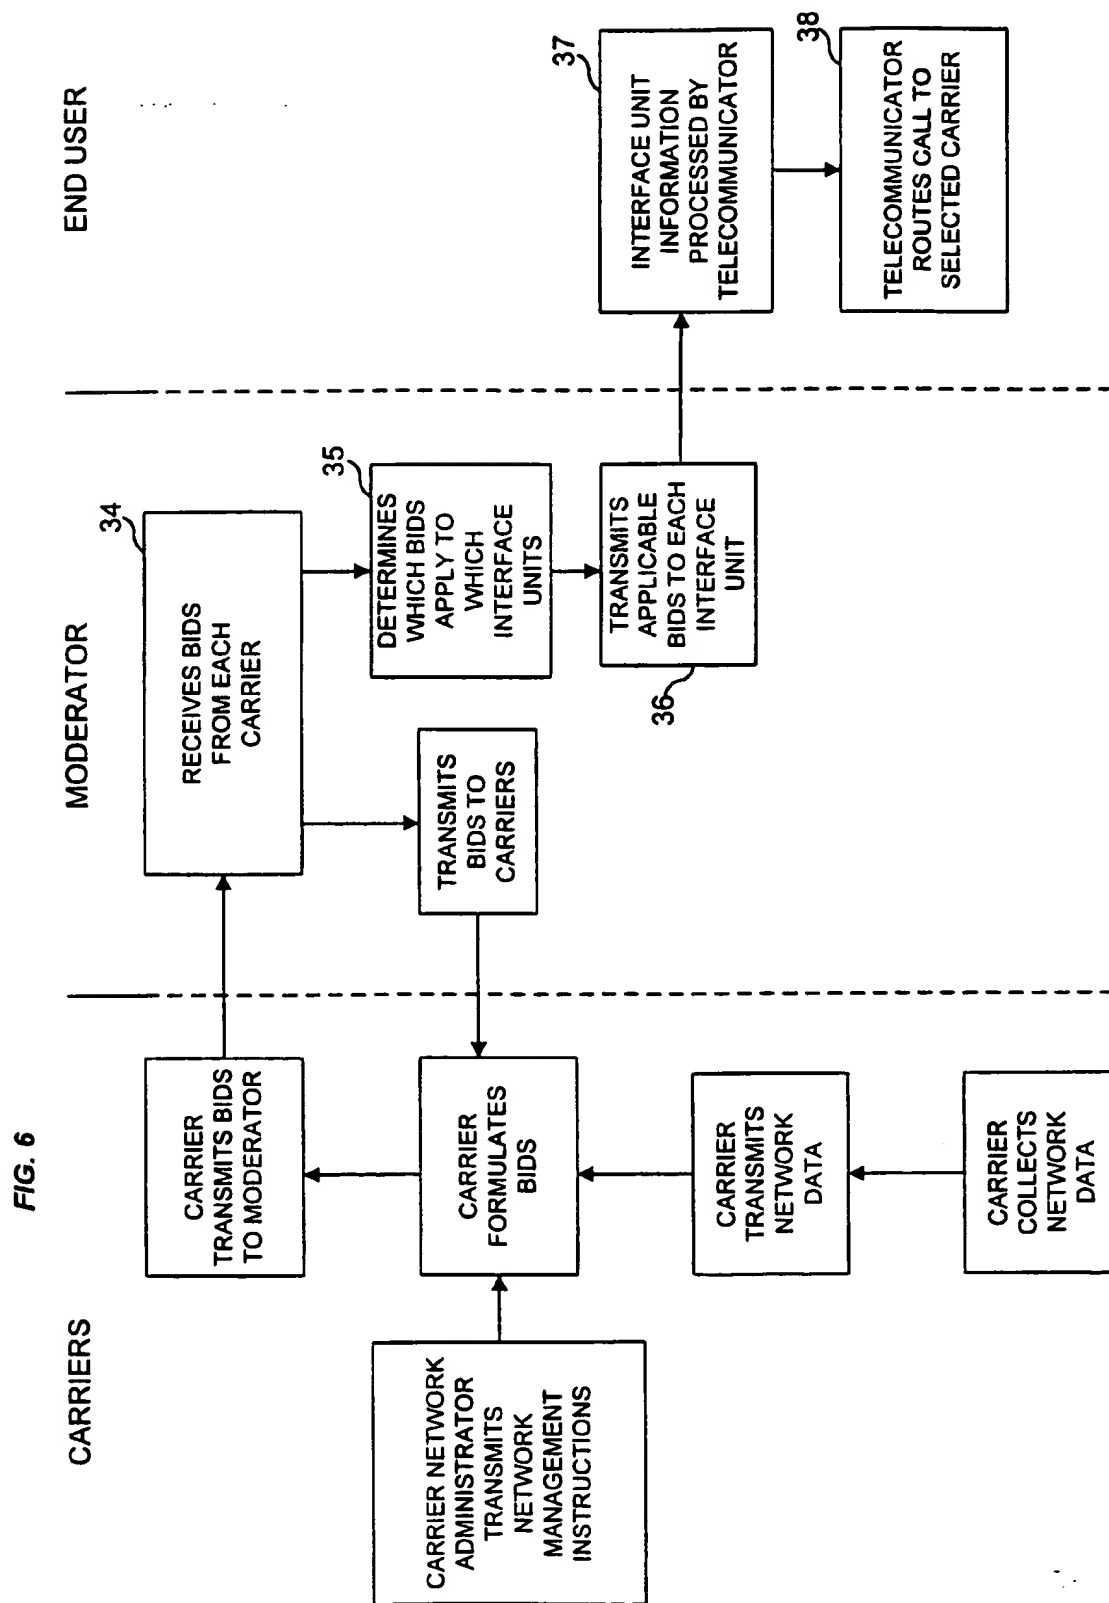 FIG. 6
CARRIERS
MODERATOR
END USER
CARRIER
TRANSMITS BIDS
TO MODERATOR
34
RECEIVES BIDS
FROM EACH
CARRIER
CARRIER NETWORK
ADMINISTRATOR
TRANSMITS
NETWORK
MANAGEMENT
INSTRUCTIONS
CARRIER
FORMULATES
BIDS
TRANSMITS
BIDS TO
CARRIERS
35
DETERMINES
WHICH BIDS
APPLY TO
WHICH
INTERFACE
UNITS
CARRIER
TRANSMITS
NETWORK
DATA
36
TRANSMITS
APPLICABLE
BIDS TO EACH
INTERFACE
UNIT
37
INTERFACE UNIT
INFORMATION
PROCESSED BY
TELECOMMUNICATOR
CARRIER
COLLECTS
NETWORK
DATA
38
TELECOMMUNICATOR
ROUTES CALL TO
SELECTED CARRIER